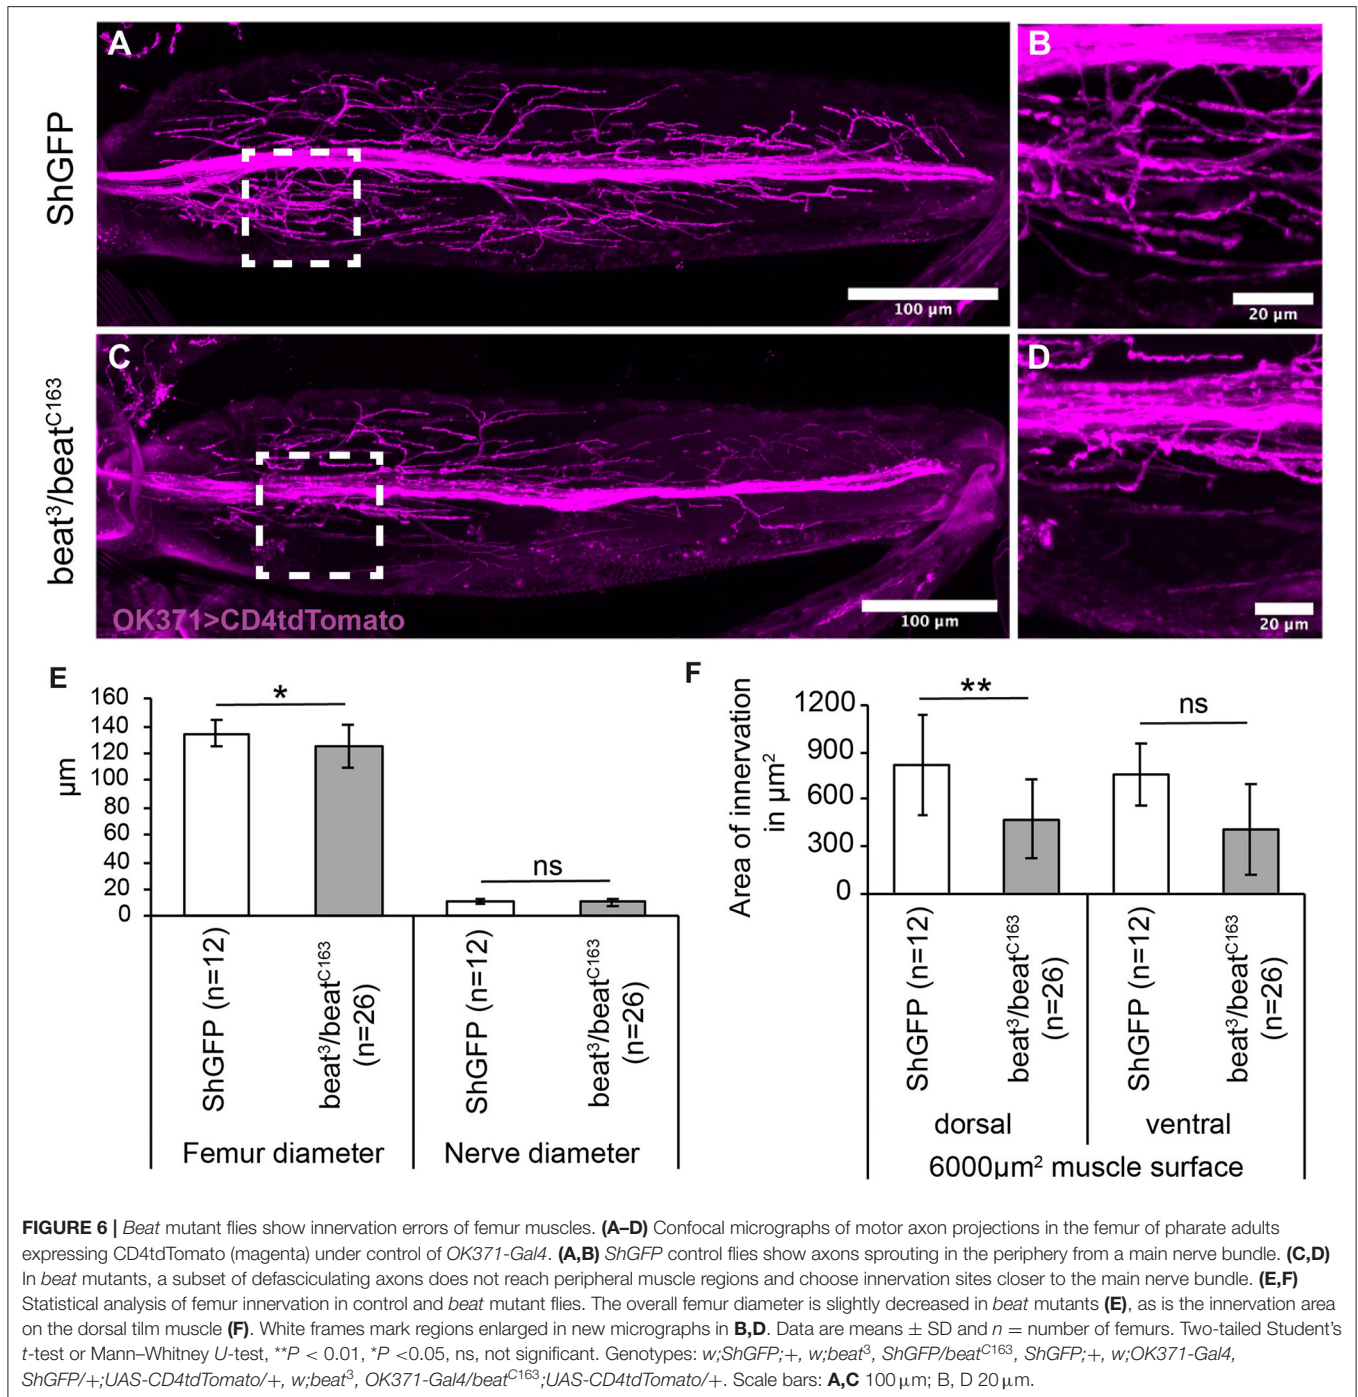 A
B
ShGFP
100 µm
20 µm
C
D
beat³/beatᶜ¹⁶³
OK371>CD4tdTomato
100 µm
20 µm
E
160
140
120
100
80
60
40
20
0
µm
*
ns
ShGFP (n=12)
beat³/beatᶜ¹⁶³
(n=26)
ShGFP (n=12)
beat³/beatᶜ¹⁶³
(n=26)
Femur diameter
Nerve diameter
F
Area of innervation
in µm²
1200
900
600
300
0
**
ns
ShGFP (n=12)
beat³/beatᶜ¹⁶³
(n=26)
ShGFP (n=12)
beat³/beatᶜ¹⁶³
(n=26)
dorsal
ventral
6000µm² muscle surface
FIGURE 6 | Beat mutant flies show innervation errors of femur muscles. (A–D) Confocal micrographs of motor axon projections in the femur of pharate adults
expressing CD4tdTomato (magenta) under control of OK371-Gal4. (A,B) ShGFP control flies show axons sprouting in the periphery from a main nerve bundle. (C,D)
In beat mutants, a subset of defasciculating axons does not reach peripheral muscle regions and choose innervation sites closer to the main nerve bundle. (E,F)
Statistical analysis of femur innervation in control and beat mutant flies. The overall femur diameter is slightly decreased in beat mutants (E), as is the innervation area
on the dorsal tilm muscle (F). White frames mark regions enlarged in new micrographs in B,D. Data are means ± SD and n = number of femurs. Two-tailed Student's
t-test or Mann–Whitney U-test, **P < 0.01, *P <0.05, ns, not significant. Genotypes: w;ShGFP;+, w;beat³, ShGFP/beatᶜ¹⁶³, ShGFP;+, w;OK371-Gal4,
ShGFP/+;UAS-CD4tdTomato/+, w;beat³, OK371-Gal4/beatᶜ¹⁶³;UAS-CD4tdTomato/+. Scale bars: A,C 100 µm; B, D 20 µm.